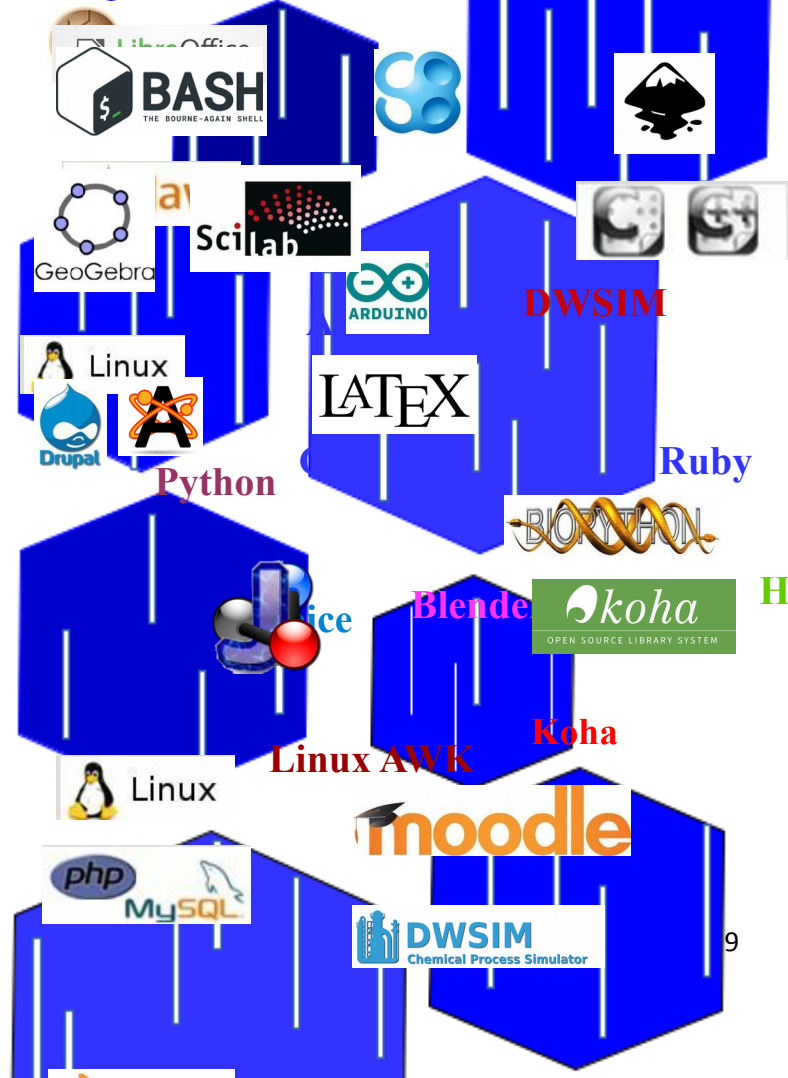 LibreOffice
$_ BASH
THE BOURNE-AGAIN SHELL
GeoGebra
Scilab
ARDUINO
DWSIM
Linux
LATEX
Drupal
Python
Ruby
BIOPYTHON
ice
Blende
koha
OPEN SOURCE LIBRARY SYSTEM
H
Koha
Linux AWK
Linux
moodle
php
MySQL
DWSIM
Chemical Process Simulator
9